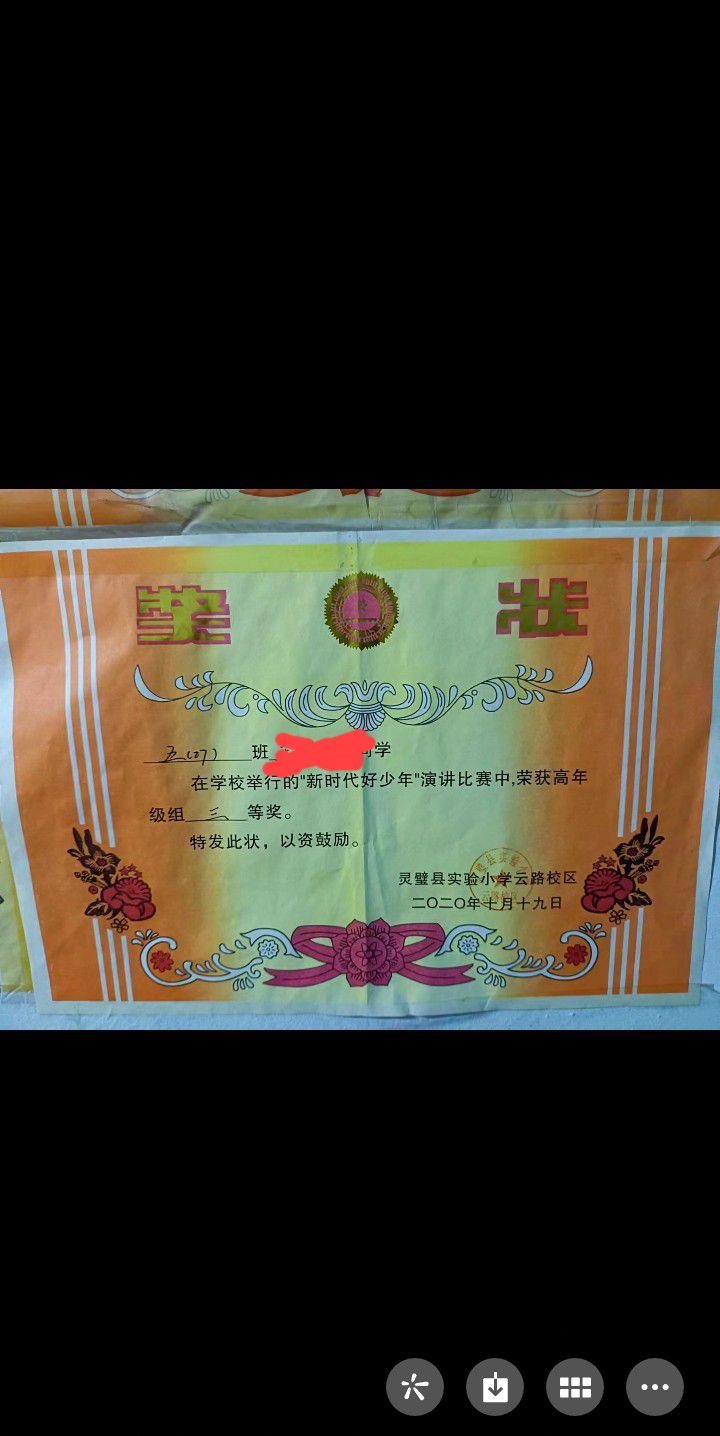 奖 状
五(27)班 同学
在学校举行的"新时代好少年"演讲比赛中,荣获高年
级组三等奖。
特发此状，以资鼓励。
灵璧县实验小学云路校区
二〇二〇年十月十九日